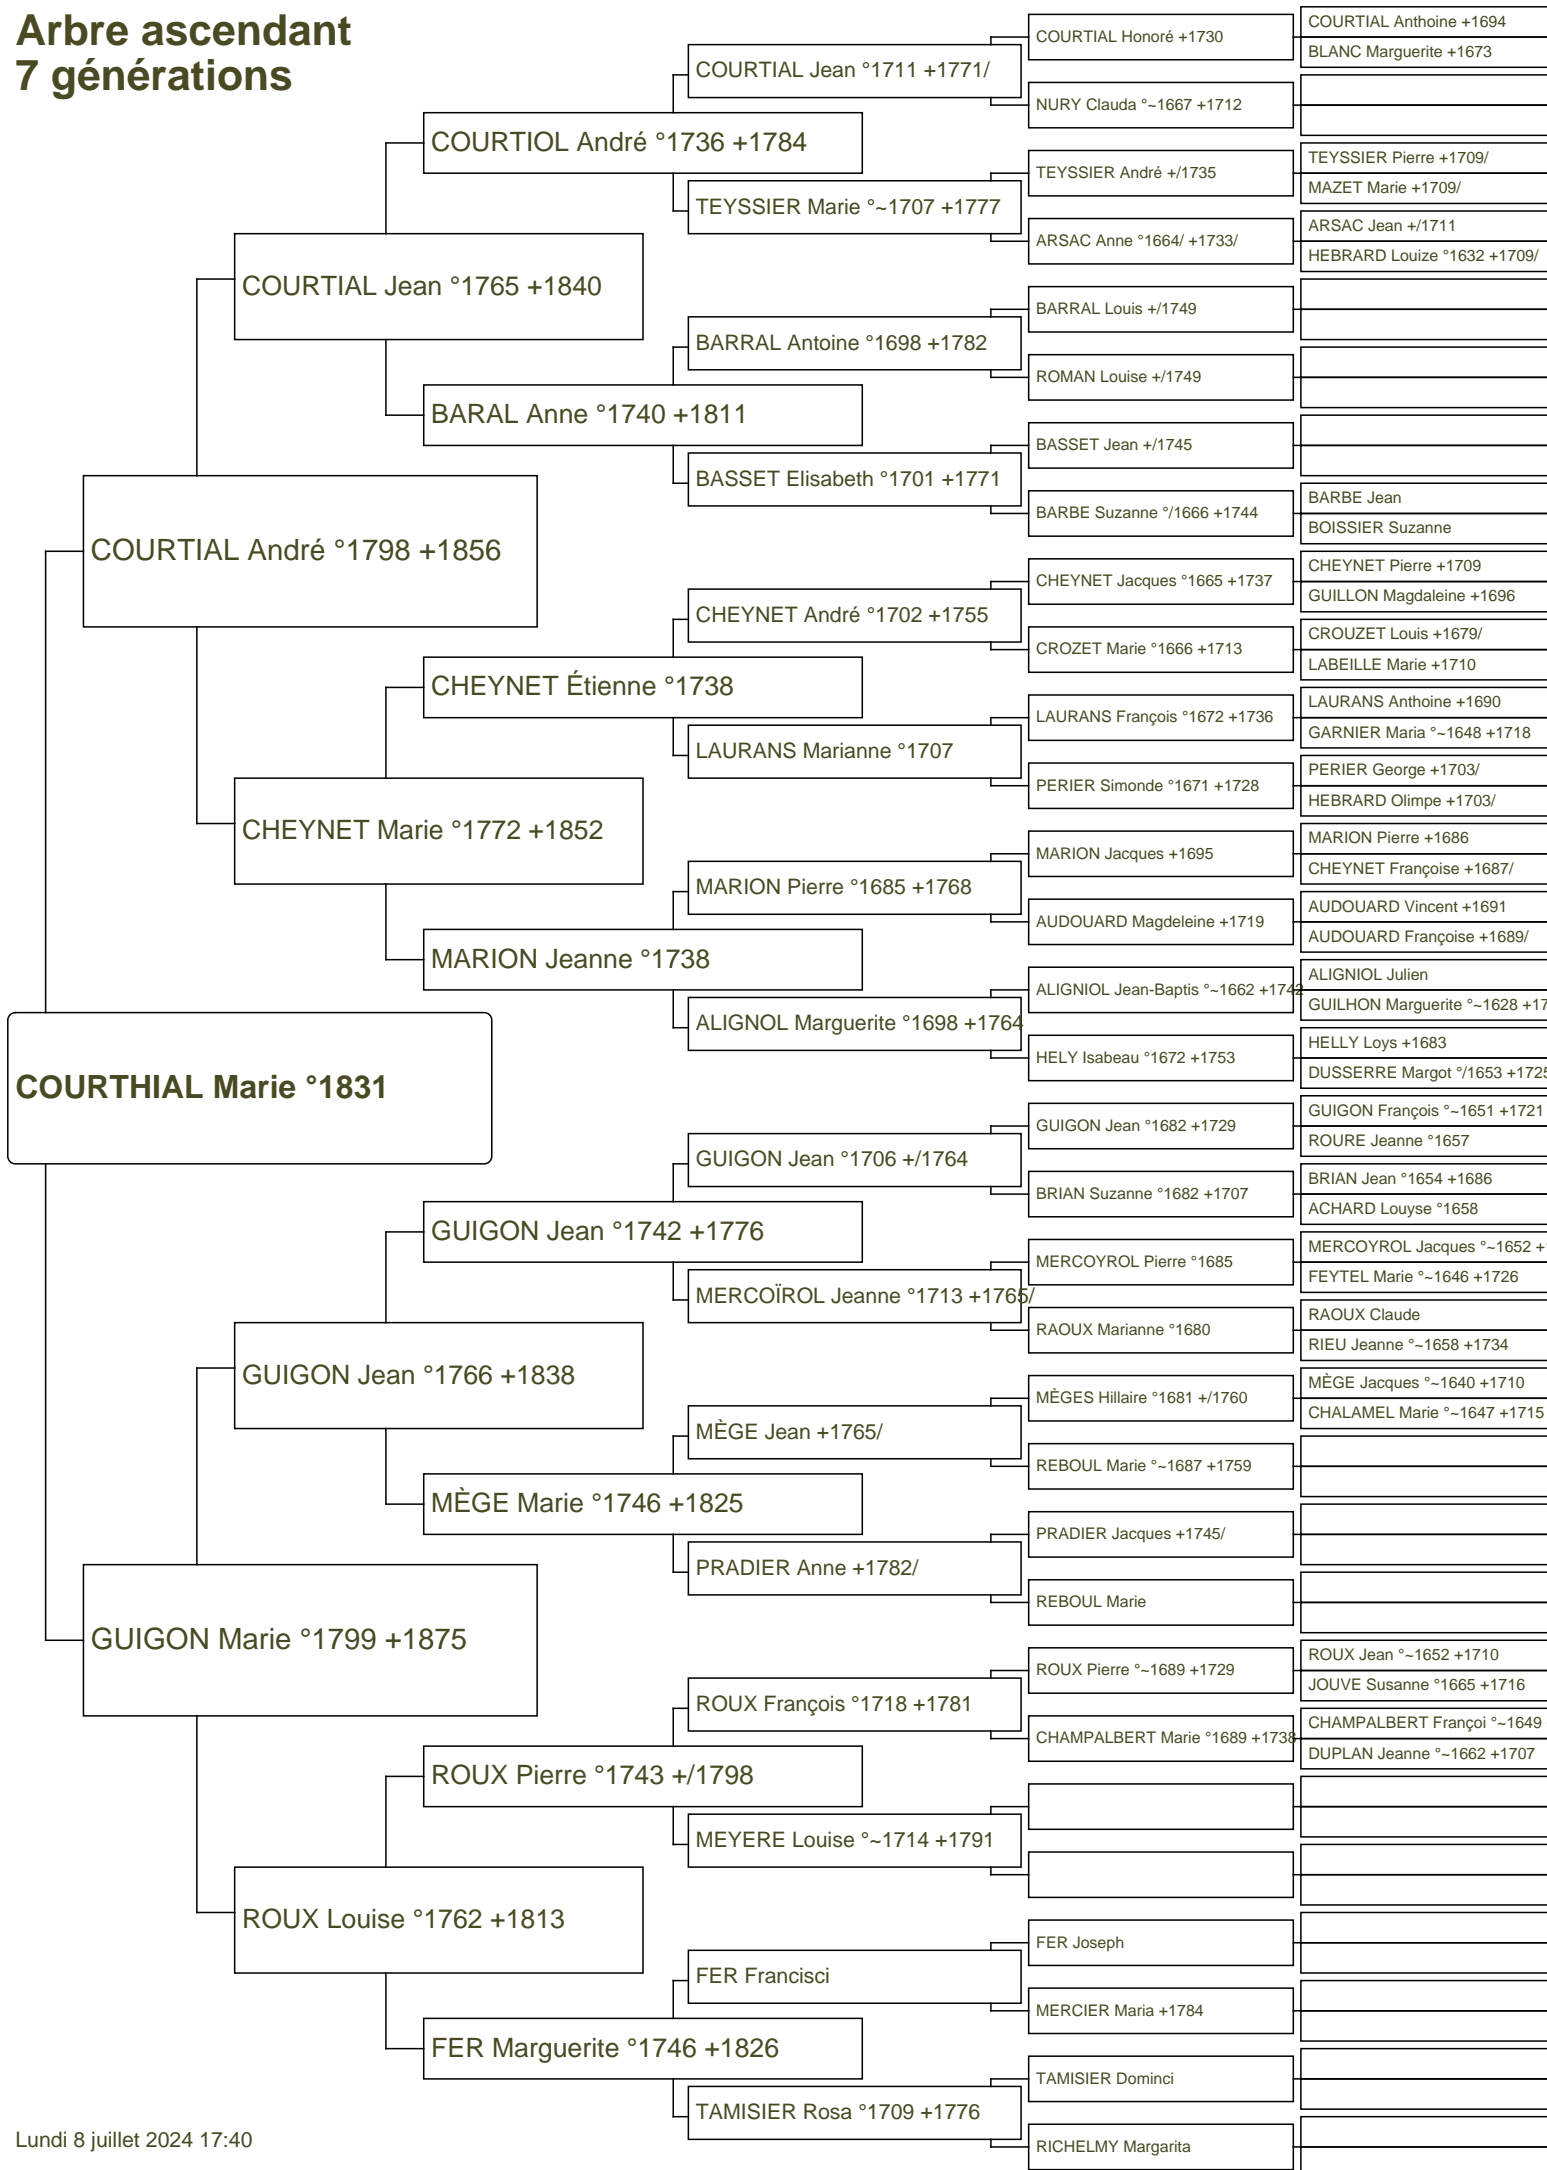 Arbre ascendant
7 générations
COURTHIAL Marie °1831
COURTIAL André °1798 +1856
GUIGON Marie °1799 +1875
COURTIAL Jean °1765 +1840
CHEYNET Marie °1772 +1852
GUIGON Jean °1766 +1838
ROUX Louise °1762 +1813
COURTIOL André °1736 +1784
BARAL Anne °1740 +1811
CHEYNET Étienne °1738
MARION Jeanne °1738
GUIGON Jean °1742 +1776
MÈGE Marie °1746 +1825
ROUX Pierre °1743 +/1798
FER Marguerite °1746 +1826
COURTIAL Jean °1711 +1771/
TEYSSIER Marie °~1707 +1777
BARRAL Antoine °1698 +1782
BASSET Elisabeth °1701 +1771
CHEYNET André °1702 +1755
LAURANS Marianne °1707
MARION Pierre °1685 +1768
ALIGNOL Marguerite °1698 +1764
GUIGON Jean °1706 +/1764
MERCOÏROL Jeanne °1713 +1765/
MÈGE Jean +1765/
PRADIER Anne +1782/
ROUX François °1718 +1781
MEYERE Louise °~1714 +1791
FER Francisci
TAMISIER Rosa °1709 +1776
COURTIAL Honoré +1730
NURY Clauda °~1667 +1712
TEYSSIER André +/1735
ARSAC Anne °1664/ +1733/
BARRAL Louis +/1749
ROMAN Louise +/1749
BASSET Jean +/1745
BARBE Suzanne °/1666 +1744
CHEYNET Jacques °1665 +1737
CROZET Marie °1666 +1713
LAURANS François °1672 +1736
PERIER Simonde °1671 +1728
MARION Jacques +1695
AUDOUARD Magdeleine +1719
ALIGNIOL Jean-Baptis °~1662 +1742
HELY Isabeau °1672 +1753
GUIGON Jean °1682 +1729
BRIAN Suzanne °1682 +1707
MERCOYROL Pierre °1685
RAOUX Marianne °1680
MÈGES Hillaire °1681 +/1760
REBOUL Marie °~1687 +1759
PRADIER Jacques +1745/
REBOUL Marie
ROUX Pierre °~1689 +1729
CHAMPALBERT Marie °1689 +1738
FER Joseph
MERCIER Maria +1784
TAMISIER Dominci
RICHELMY Margarita
COURTIAL Anthoine +1694
BLANC Marguerite +1673
TEYSSIER Pierre +1709/
MAZET Marie +1709/
ARSAC Jean +/1711
HEBRARD Louize °1632 +1709/
BARBE Jean
BOISSIER Suzanne
CHEYNET Pierre +1709
GUILLON Magdaleine +1696
CROUZET Louis +1679/
LABEILLE Marie +1710
LAURANS Anthoine +1690
GARNIER Maria °~1648 +1718
PERIER George +1703/
HEBRARD Olimpe +1703/
MARION Pierre +1686
CHEYNET Françoise +1687/
AUDOUARD Vincent +1691
AUDOUARD Françoise +1689/
ALIGNIOL Julien
GUILHON Marguerite °~1628 +17
HELLY Loys +1683
DUSSERRE Margot °/1653 +1725
GUIGON François °~1651 +1721
ROURE Jeanne °1657
BRIAN Jean °1654 +1686
ACHARD Louyse °1658
MERCOYROL Jacques °~1652 +
FEYTEL Marie °~1646 +1726
RAOUX Claude
RIEU Jeanne °~1658 +1734
MÈGE Jacques °~1640 +1710
CHALAMEL Marie °~1647 +1715
ROUX Jean °~1652 +1710
JOUVE Susanne °1665 +1716
CHAMPALBERT Françoi °~1649
DUPLAN Jeanne °~1662 +1707
Lundi 8 juillet 2024 17:40